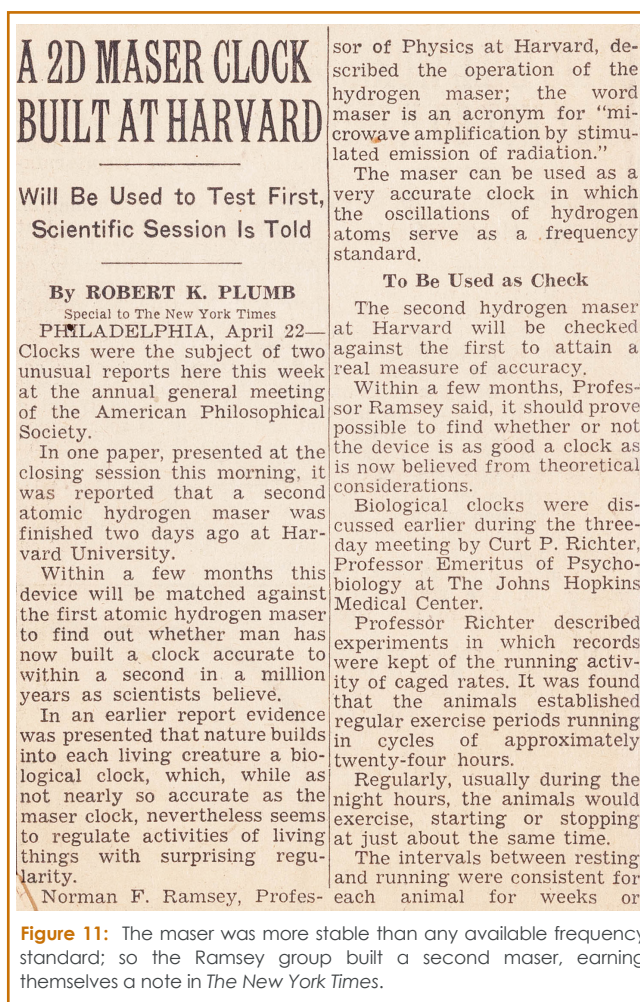 A 2D MASER CLOCK
BUILT AT HARVARD
Will Be Used to Test First,
Scientific Session Is Told
By ROBERT K. PLUMB
Special to The New York Times
PHILADELPHIA, April 22—
Clocks were the subject of two
unusual reports here this week
at the annual general meeting
of the American Philosophical
Society.
In one paper, presented at the
closing session this morning, it
was reported that a second
atomic hydrogen maser was
finished two days ago at Har-
vard University.
Within a few months this
device will be matched against
the first atomic hydrogen maser
to find out whether man has
now built a clock accurate to
within a second in a million
years as scientists believe.
In an earlier report evidence
was presented that nature builds
into each living creature a bio-
logical clock, which, while as
not nearly so accurate as the
maser clock, nevertheless seems
to regulate activities of living
things with surprising regu-
larity.
Norman F. Ramsey, Profes-
sor of Physics at Harvard, de-
scribed the operation of the
hydrogen maser; the word
maser is an acronym for "mi-
crowave amplification by stimu-
lated emission of radiation."
The maser can be used as a
very accurate clock in which
the oscillations of hydrogen
atoms serve as a frequency
standard.
To Be Used as Check
The second hydrogen maser
at Harvard will be checked
against the first to attain a
real measure of accuracy.
Within a few months, Profes-
sor Ramsey said, it should prove
possible to find whether or not
the device is as good a clock as
is now believed from theoretical
considerations.
Biological clocks were dis-
cussed earlier during the three-
day meeting by Curt P. Richter,
Professor Emeritus of Psycho-
biology at The Johns Hopkins
Medical Center.
Professor Richter described
experiments in which records
were kept of the running activ-
ity of caged rates. It was found
that the animals established
regular exercise periods running
in cycles of approximately
twenty-four hours.
Regularly, usually during the
night hours, the animals would
exercise, starting or stopping
at just about the same time.
The intervals between resting
and running were consistent for
each animal for weeks or
Figure 11: The maser was more stable than any available frequency
standard; so the Ramsey group built a second maser, earning
themselves a note in The New York Times.